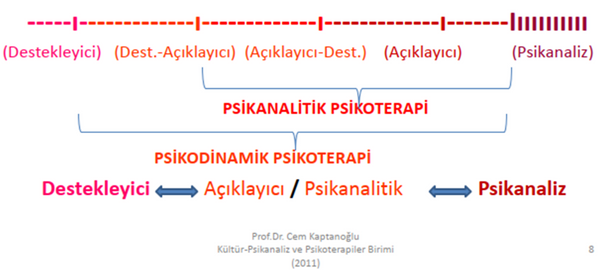 (Destekleyici) (Dest.-Açıklayıcı) (Açıklayıcı-Dest.) (Açıklayıcı) (Psikanaliz)
PSİKANALİTİK PSİKOTERAPİ
PSİKODİNAMİK PSİKOTERAPİ
Destekleyici Açıklayıcı / Psikanalitik Psikanaliz
Prof.Dr. Cem Kaptanoğlu
Kültür-Psikanaliz ve Psikoterapiler Birimi
(2011)
8